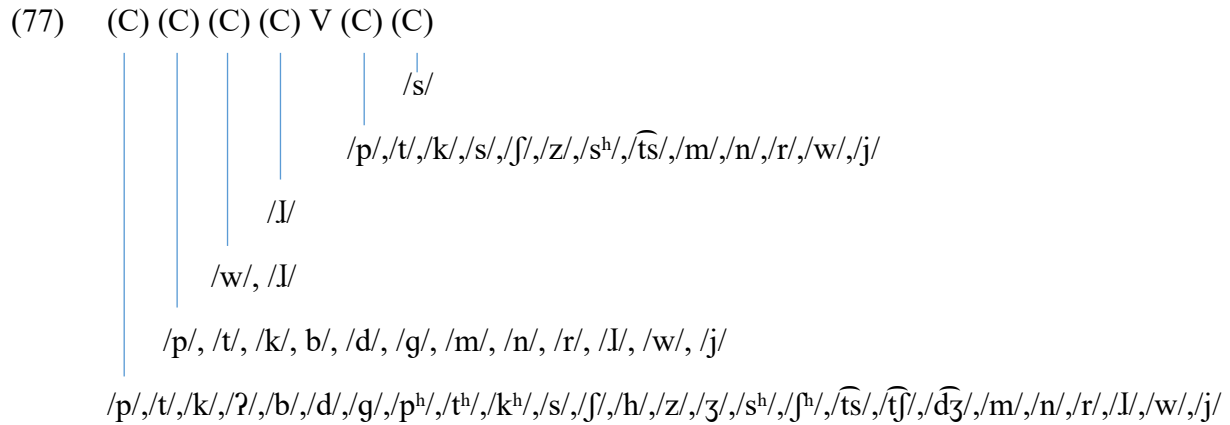 (77) (C) (C) (C) (C) V (C) (C)
/s/
/p/,/t/,/k/,/s/,/ʃ/,/z/,/sʰ/,/t͡s/,/m/,/n/,/r/,/w/,/j/
/ɺ/
/w/, /ɺ/
/p/, /t/, /k/, b/, /d/, /ɡ/, /m/, /n/, /r/, /ɺ/, /w/, /j/
/p/,/t/,/k/,/ʔ/,/b/,/d/,/ɡ/,/pʰ/,/tʰ/,/kʰ/,/s/,/ʃ/,/h/,/z/,/ʒ/,/sʰ/,/ʃʰ/,/t͡s/,/t͡ʃ/,/d͡ʒ/,/m/,/n/,/r/,/ɺ/,/w/,/j/